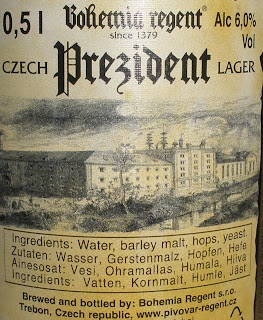 0,5 l
Bohemia regent
since 1379
Alc 6,0%
Vol
CZECH Prezident LAGER
Ingredients: Water, barley malt, hops, yeast.
Zutaten: Wasser, Gerstenmalz, Hopfen, Hefe
Ainesosat: Vesi, Ohramallas, Humala, Hiiva
Ingredients: Vatten, Kornmalt, Humle, Jäst
Brewed and bottled by: Bohemia Regent s.r.o.
Trebon, Czech republic, www.pivovar-regent.cz